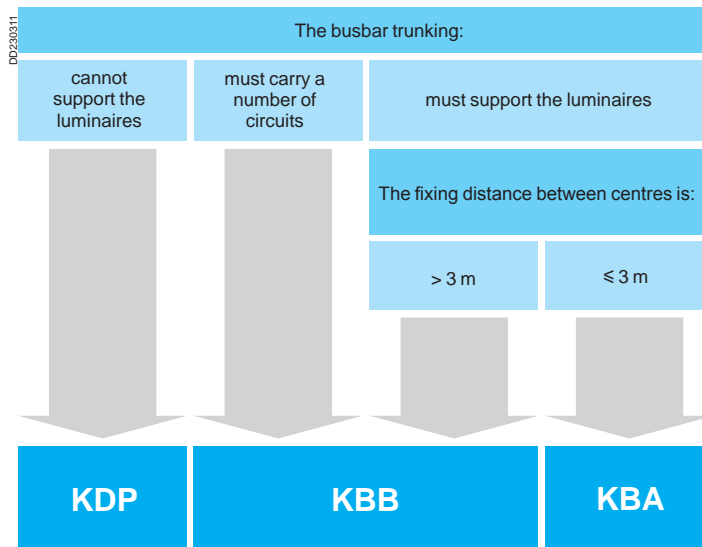 DD230311
The busbar trunking:
cannot
support the
luminaires
must carry a
number of
circuits
must support the luminaires
The fixing distance between centres is:
> 3 m
⩽ 3 m
KDP
KBB
KBA